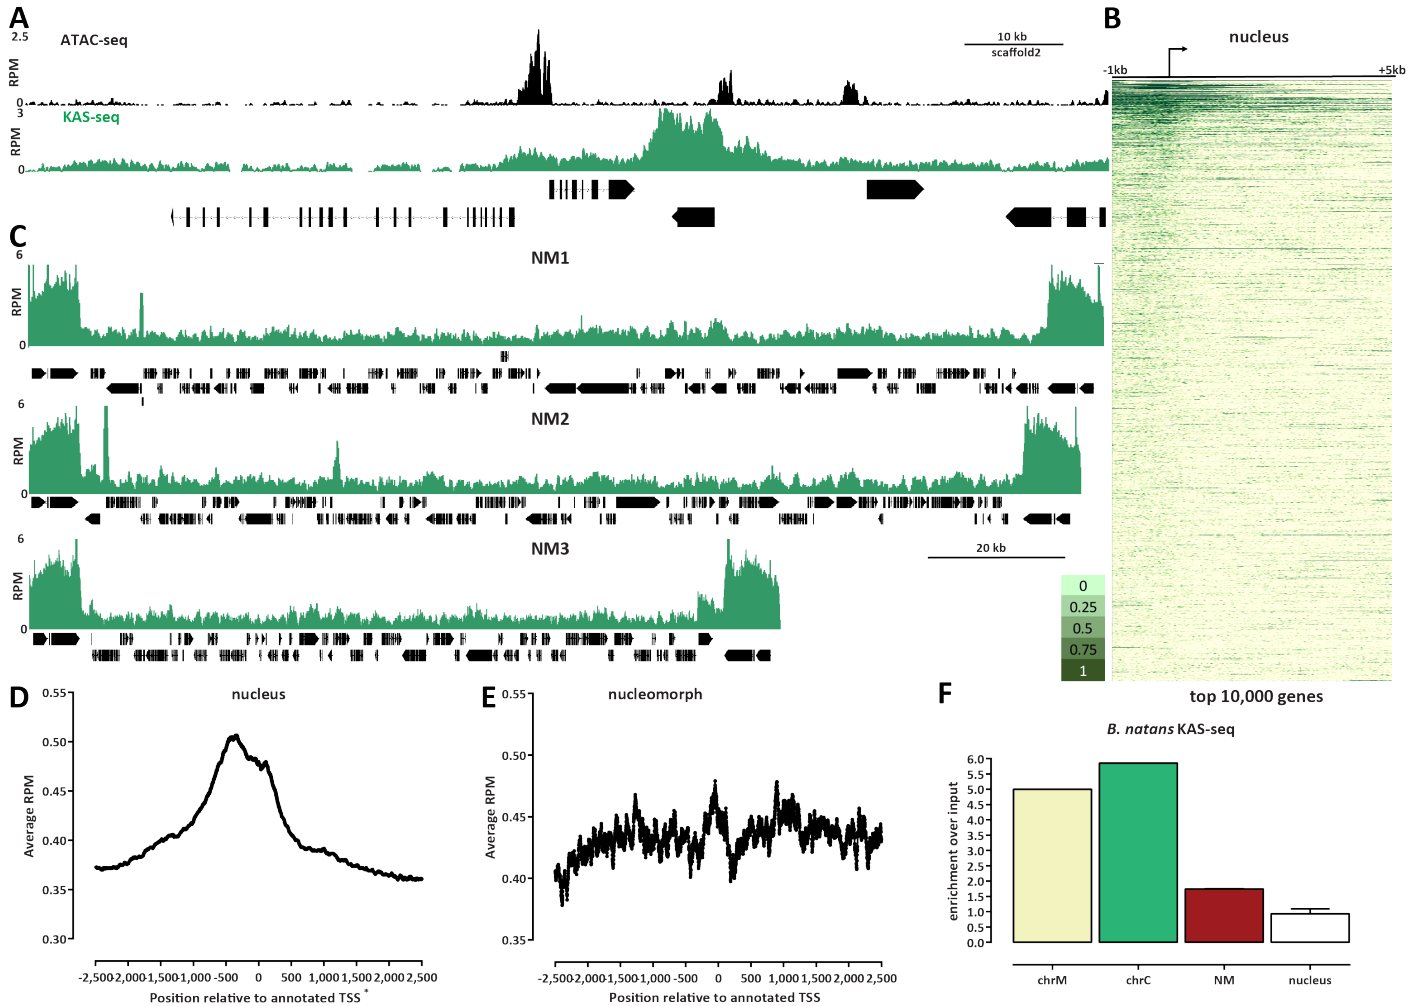 A
B
2.5
ATAC-seq
10 kb
nucleus
scaffold2
RPM
-1kb
+5kb
0
3
KAS-seq
RPM
0
C
6
NM1
RPM
0
6
NM2
RPM
0
6
NM3
RPM
20 kb
0
0
0.25
0.5
0.75
1
top 10,000 genes
D
nucleus
0.55
0.50
0.45
0.40
0.35
0.30
Average RPM
-2,500 2,000 -1,500 -1,000 -500 0 500 1,000 1,500 2,000 2,500
Position relative to annotated TSS *
E
nucleomorph
0.55
0.50
0.45
0.40
0.35
Average RPM
-2,500 2,000 -1,500 -1,000 -500 0 500 1,000 1,500 2,000 2,500
Position relative to annotated TSS
F
B. natans KAS-seq
6.0
5.5
5.0
4.5
4.0
3.5
3.0
2.5
2.0
1.5
1.0
0.5
0.0
enrichment over input
chrM chrC NM nucleus